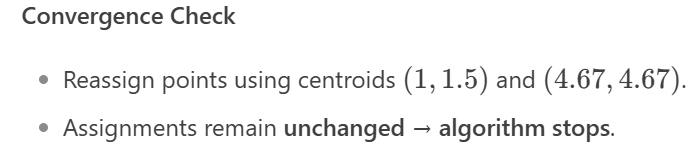 Convergence Check
• Reassign points using centroids (1, 1.5) and (4.67, 4.67).
• Assignments remain unchanged → algorithm stops.